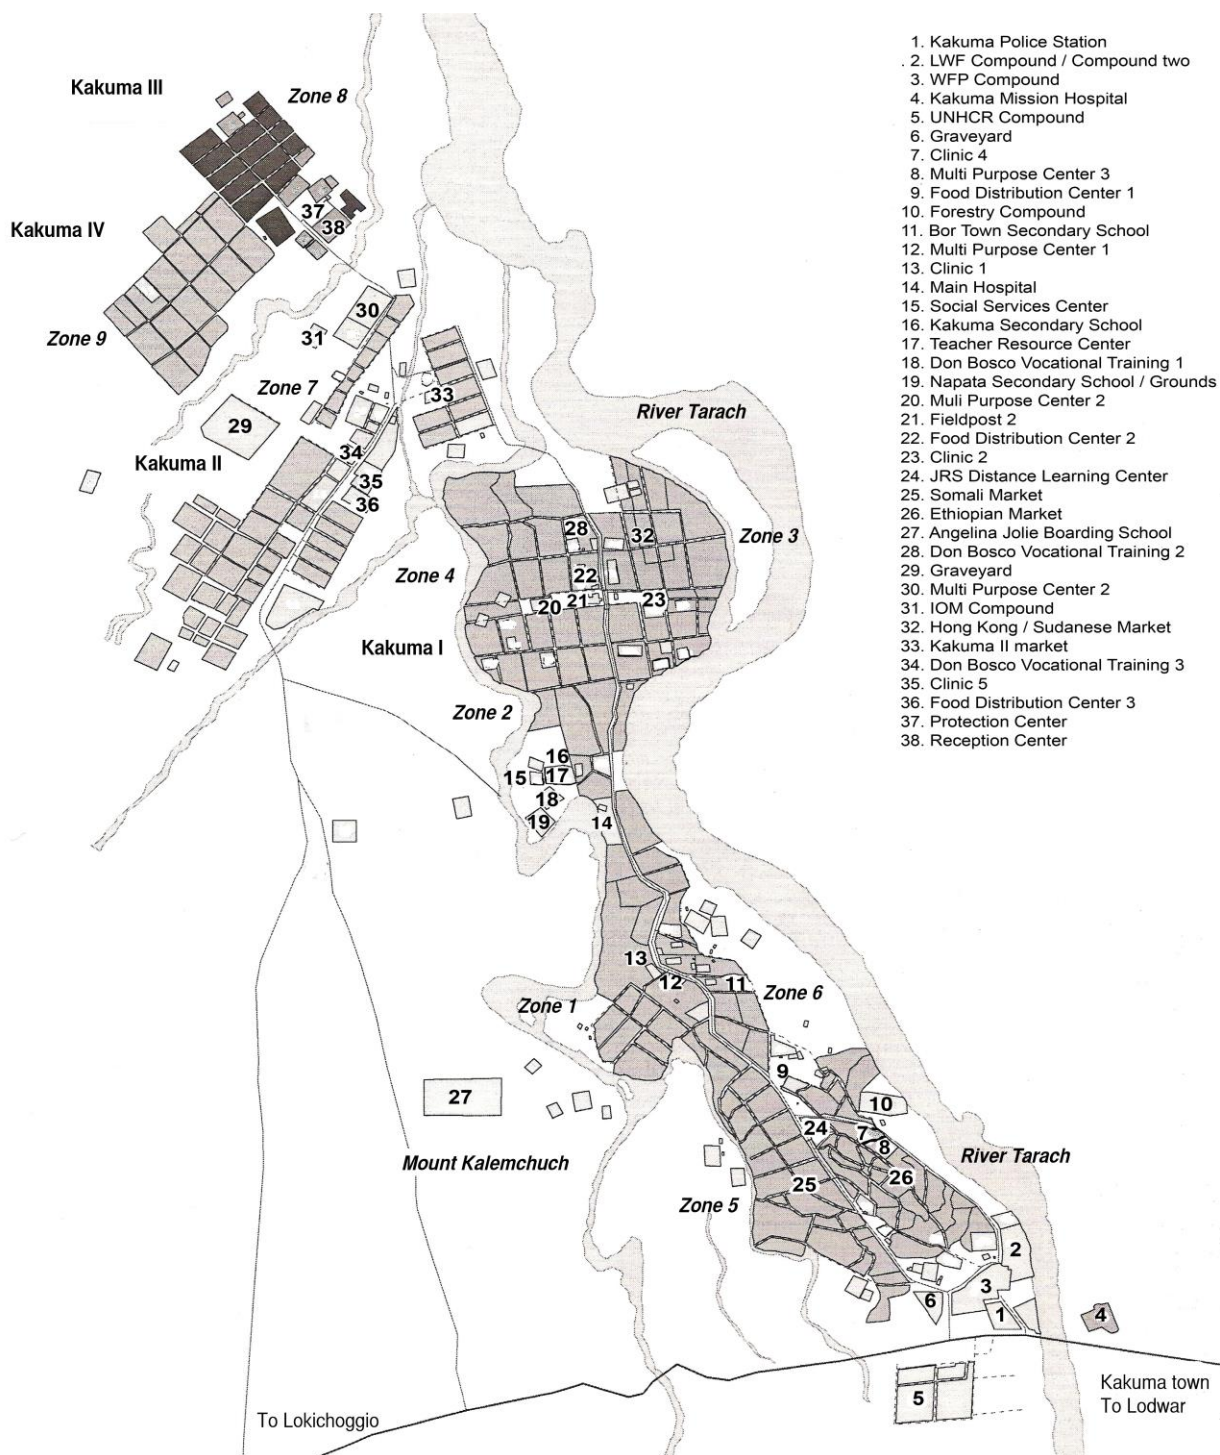 Kakuma III
Zone 8
37
38
Kakuma IV
Zone 9
30
31
Zone 7
33
29
34
Kakuma II
35
36
River Tarach
28
32
Zone 3
Zone 4
22
20
21
23
Kakuma I
Zone 2
16
15
17
18
19
14
13
12
11
Zone 6
Zone 1
9
10
27
24
7
8
Mount Kalemchuch
River Tarach
25
26
Zone 5
2
3
6
1
4
5
Kakuma town
To Lodwar
To Lokichoggio
1. Kakuma Police Station
. 2. LWF Compound / Compound two
3. WFP Compound
4. Kakuma Mission Hospital
5. UNHCR Compound
6. Graveyard
7. Clinic 4
8. Multi Purpose Center 3
9. Food Distribution Center 1
10. Forestry Compound
11. Bor Town Secondary School
12. Multi Purpose Center 1
13. Clinic 1
14. Main Hospital
15. Social Services Center
16. Kakuma Secondary School
17. Teacher Resource Center
18. Don Bosco Vocational Training 1
19. Napata Secondary School / Grounds
20. Muli Purpose Center 2
21. Fieldpost 2
22. Food Distribution Center 2
23. Clinic 2
24. JRS Distance Learning Center
25. Somali Market
26. Ethiopian Market
27. Angelina Jolie Boarding School
28. Don Bosco Vocational Training 2
29. Graveyard
30. Multi Purpose Center 2
31. IOM Compound
32. Hong Kong / Sudanese Market
33. Kakuma II market
34. Don Bosco Vocational Training 3
35. Clinic 5
36. Food Distribution Center 3
37. Protection Center
38. Reception Center